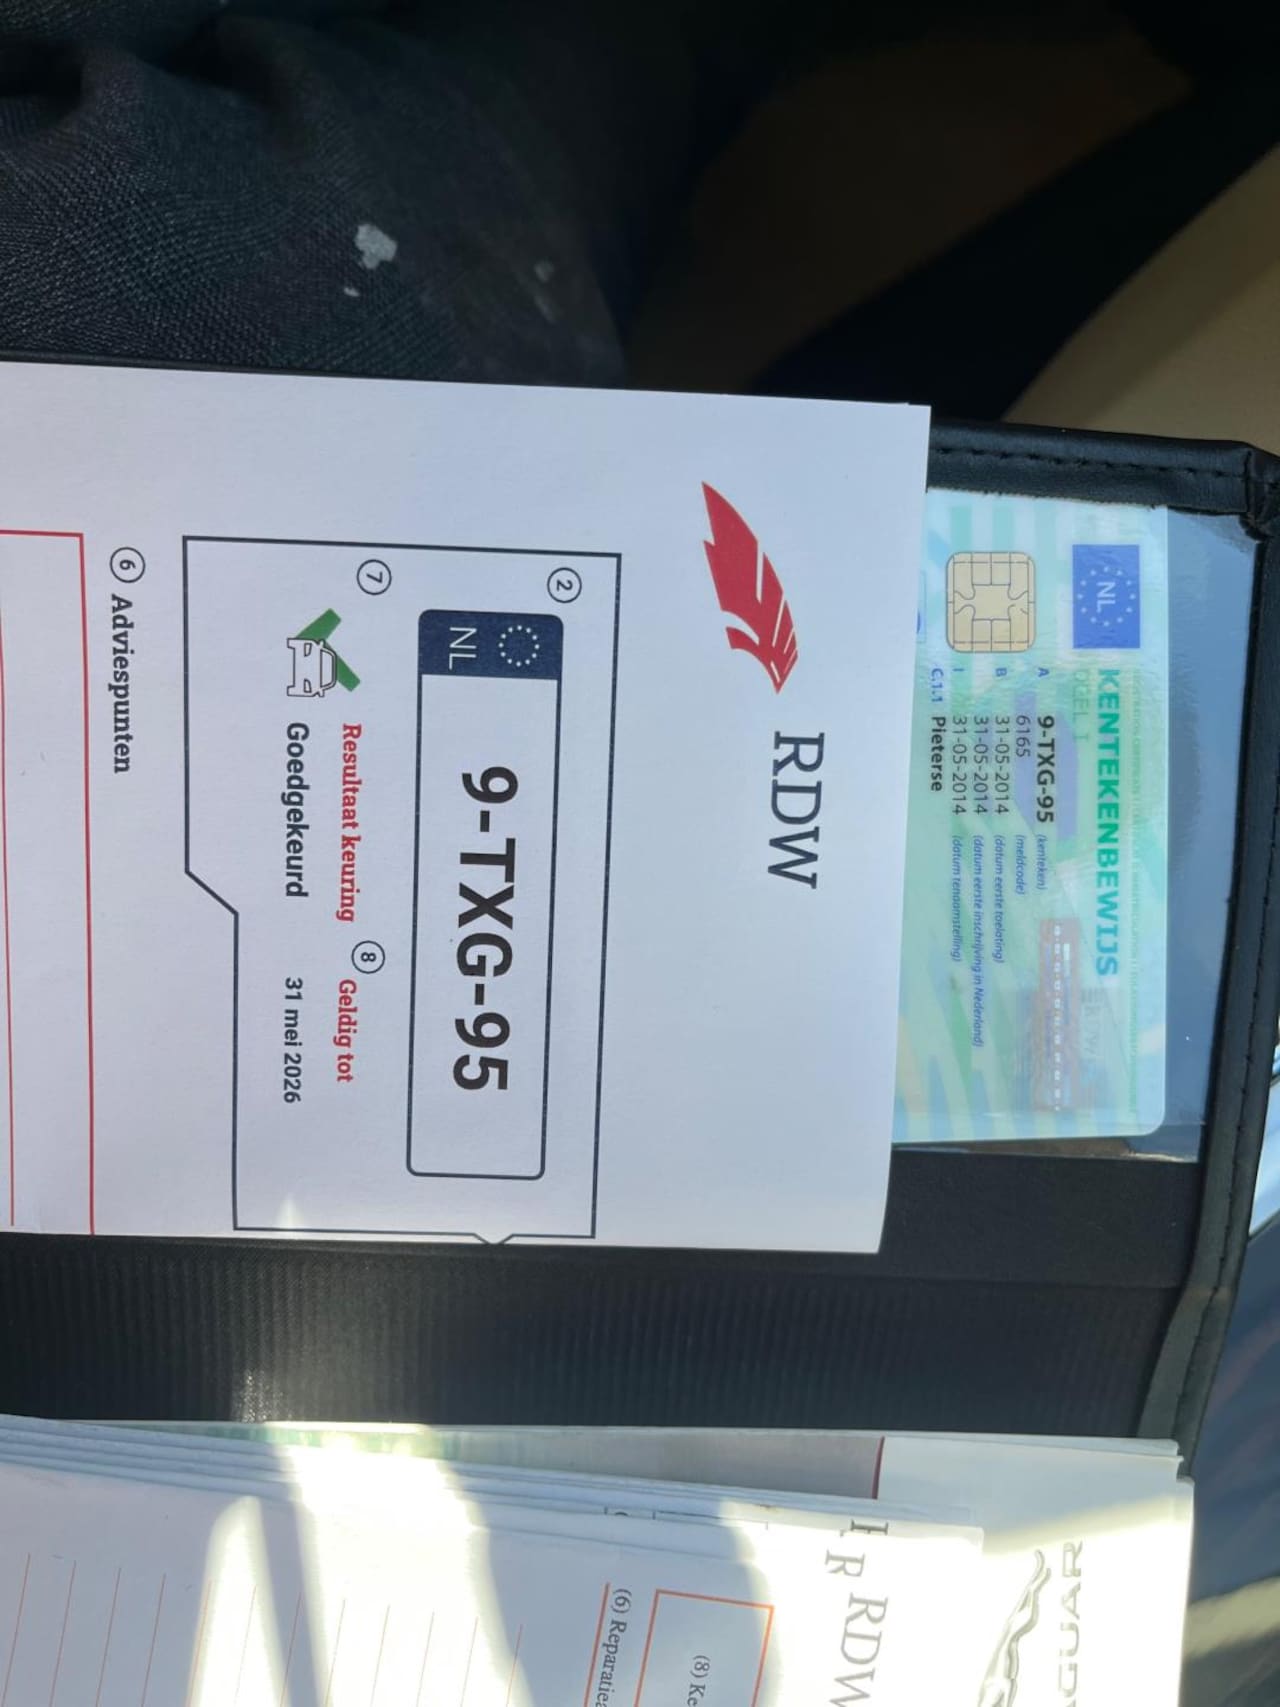 NL
KENTEKENBEWIJS
DEEL I
A 9-TXG-95 (kenteken)
6165 (meldcode)
B 31-05-2014 (datum eerste toelating)
31-05-2014 (datum eerste inschrijving in Nederland)
I 31-05-2014 (datum tenaamstelling)
C.1.1 Pieterse
RDW
2
NL 9-TXG-95
7 Resultaat keuring 8 Geldig tot
Goedgekeurd 31 mei 2026
6 Adviespunten
RDW
(8) Ke
(6) Reparatie